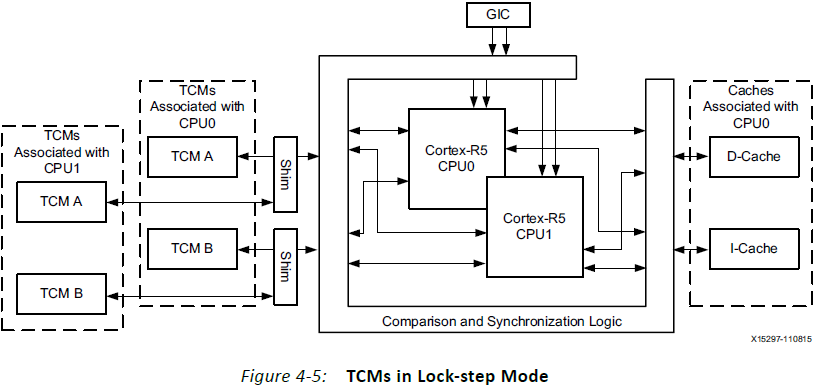 GIC
TCMs
Associated with
CPU0
TCMs
Associated with
CPU1
TCM A
TCM A
TCM B
TCM B
Shim
Shim
Cortex-R5
CPU0
Cortex-R5
CPU1
Caches
Associated with
CPU0
D-Cache
I-Cache
Comparison and Synchronization Logic
X15297-110815
Figure 4-5: TCMs in Lock-step Mode